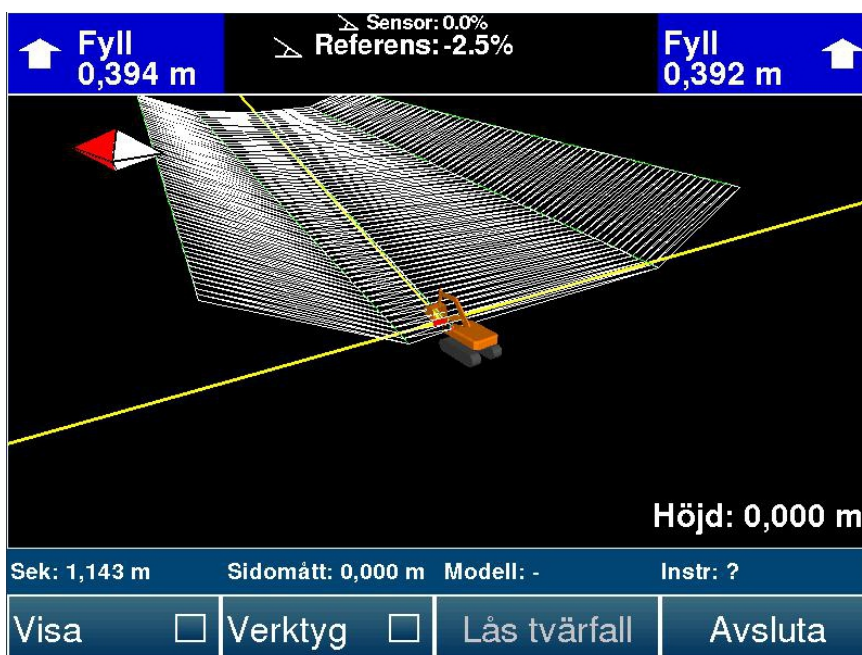 Fyll
0,394 m
Sensor: 0.0%
Referens: -2.5%
Fyll
0,392 m
Höjd: 0,000 m
Sek: 1,143 m
Sidomått: 0,000 m
Modell: -
Instr: ?
Visa
Verktyg
Lås tvärfall
Avsluta